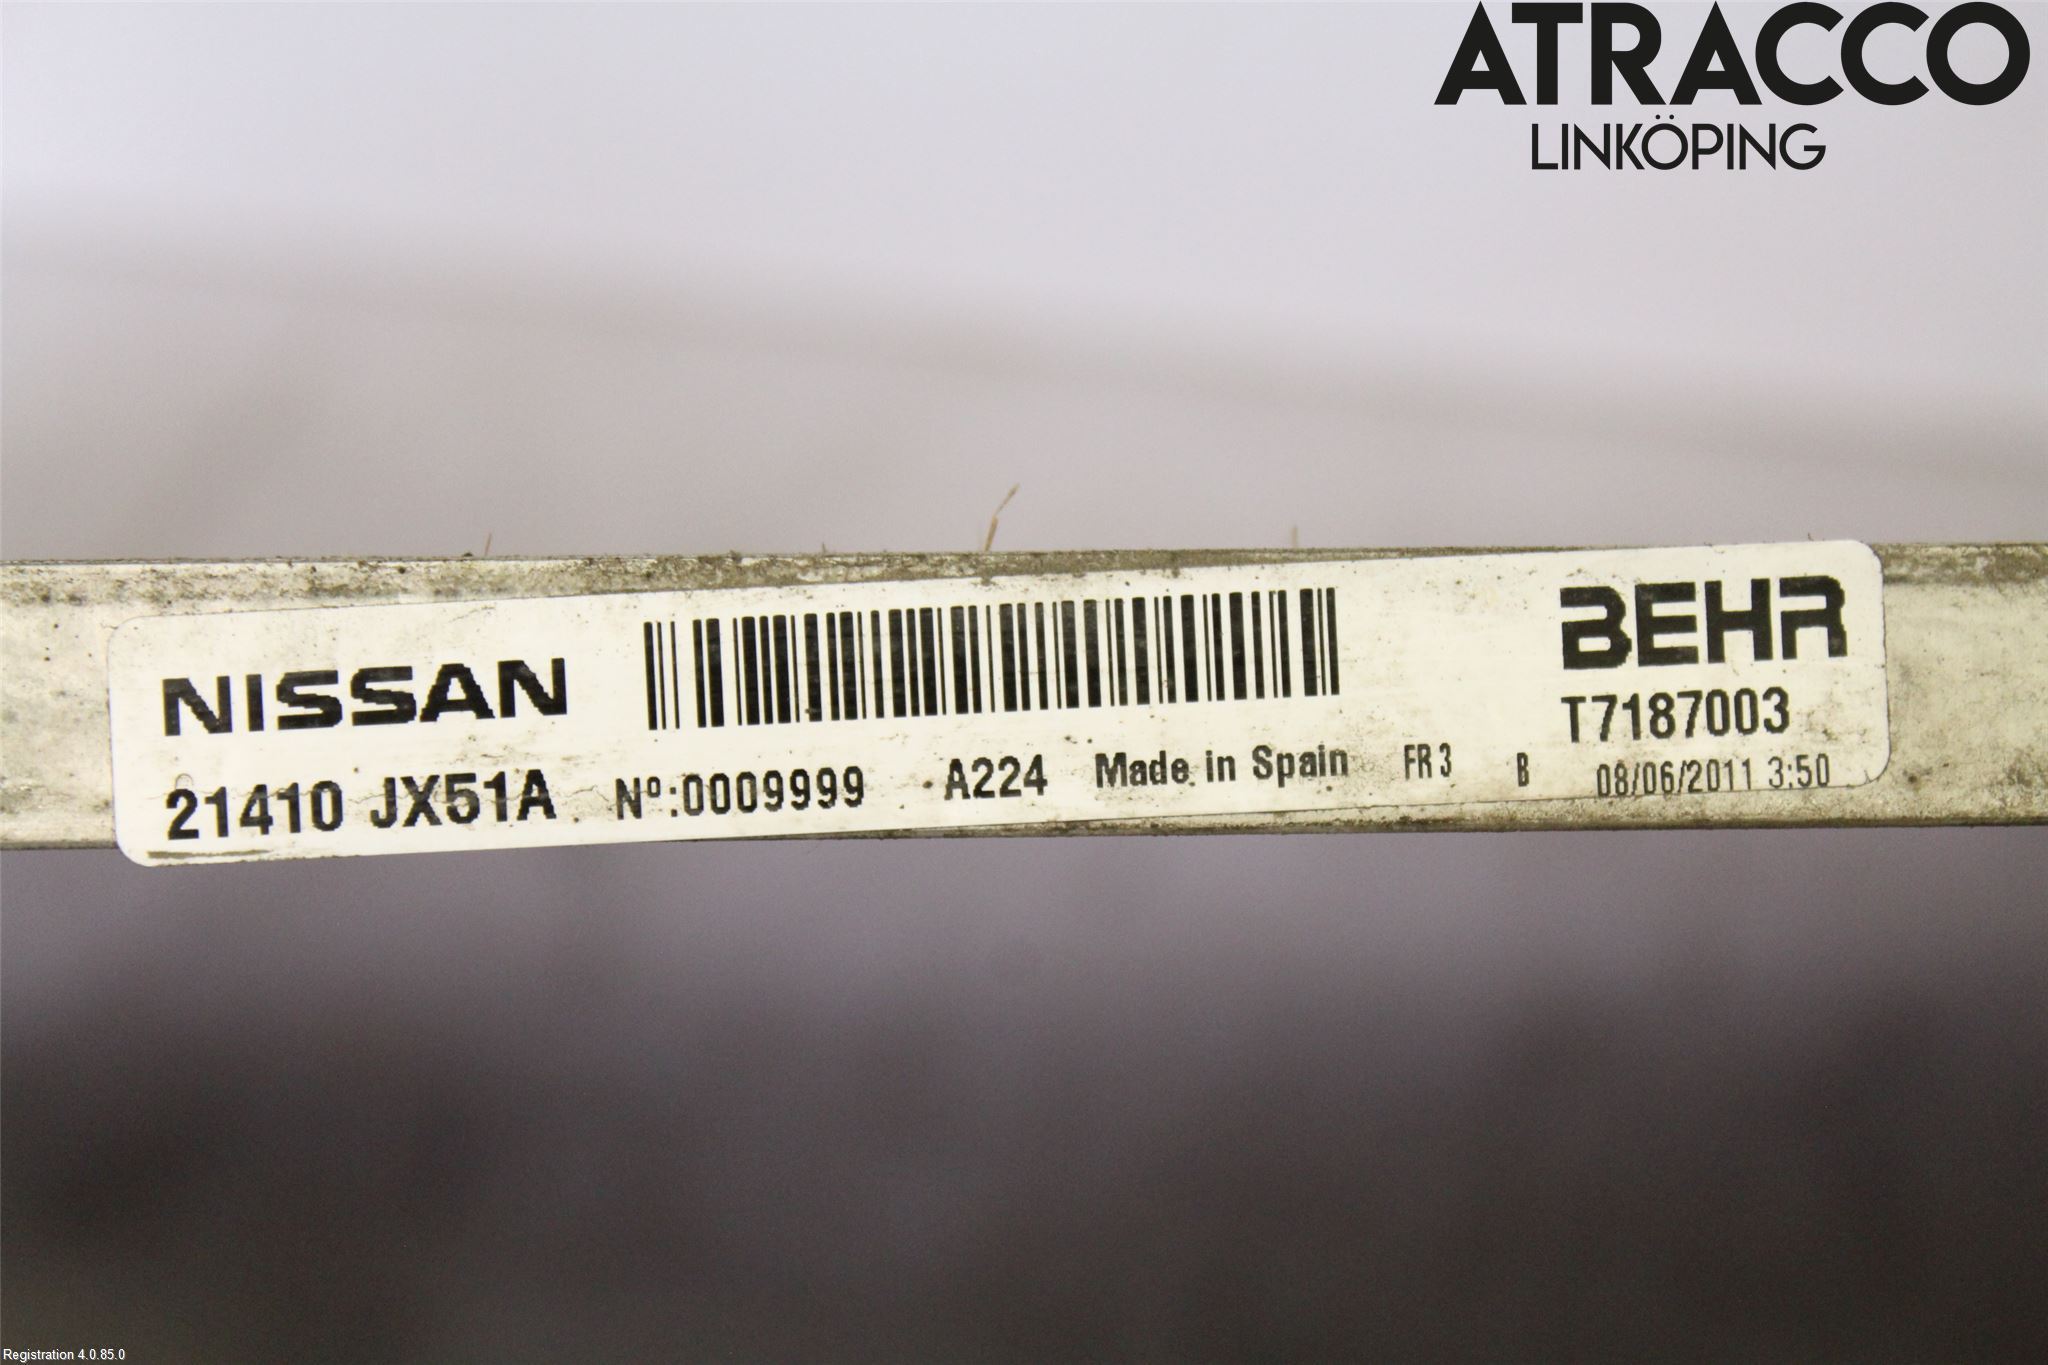 ATRACCO
LINKÖPING
NISSAN
BEHR
T7187003
21410 JX51A Nº:0009999 A224 Made in Spain FR3 B 08/06/2011 3:50
Registration 4.0.85.0